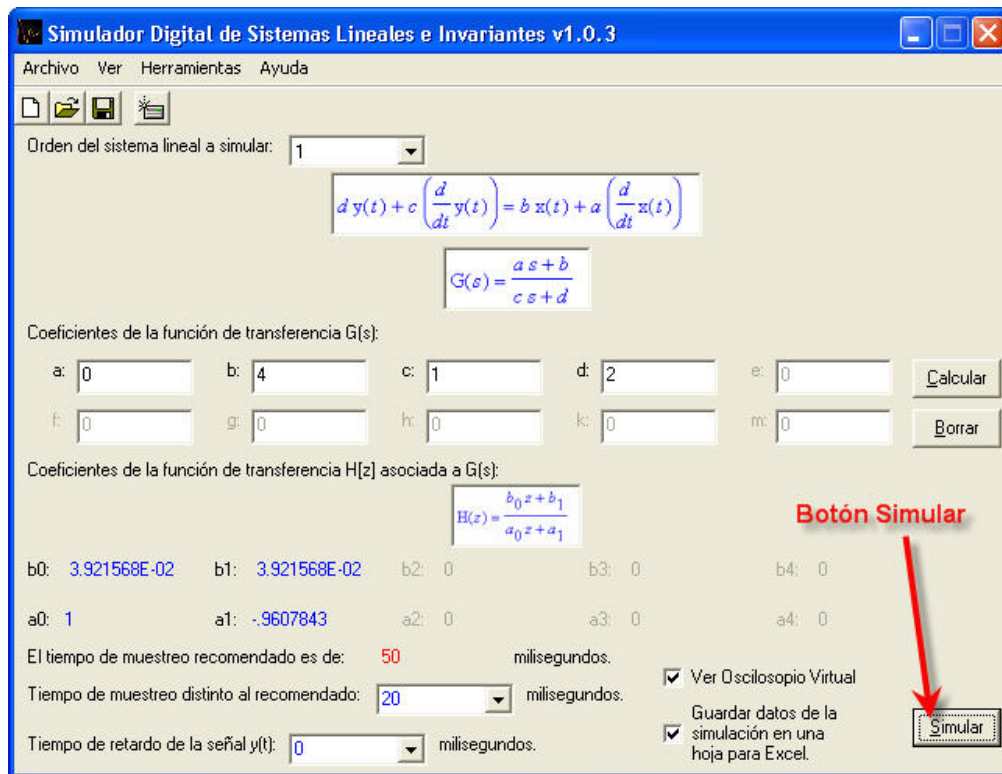 Simulador Digital de Sistemas Lineales e Invariantes v1.0.3
Archivo Ver Herramientas Ayuda
Orden del sistema lineal a simular: 1
d y(t) + c (d/dt y(t)) = b x(t) + a (d/dt x(t))
G(s) = (a s + b)/(c s + d)
Coeficientes de la función de transferencia G(s):
a: 0 b: 4 c: 1 d: 2 e: 0 Calcular
f: 0 g: 0 h: 0 k: 0 m: 0 Borrar
Coeficientes de la función de transferencia H[z] asociada a G(s):
H(z) = (b0 z + b1)/(a0 z + a1)
Botón Simular
b0: 3.921568E-02 b1: 3.921568E-02 b2: 0 b3: 0 b4: 0
a0: 1 a1: -.9607843 a2: 0 a3: 0 a4: 0
El tiempo de muestreo recomendado es de: 50 milisegundos.
Tiempo de muestreo distinto al recomendado: 20 milisegundos.
Tiempo de retardo de la señal y(t): 0 milisegundos.
Ver Osciloscopio Virtual
Guardar datos de la
simulación en una
hoja para Excel.
Simular